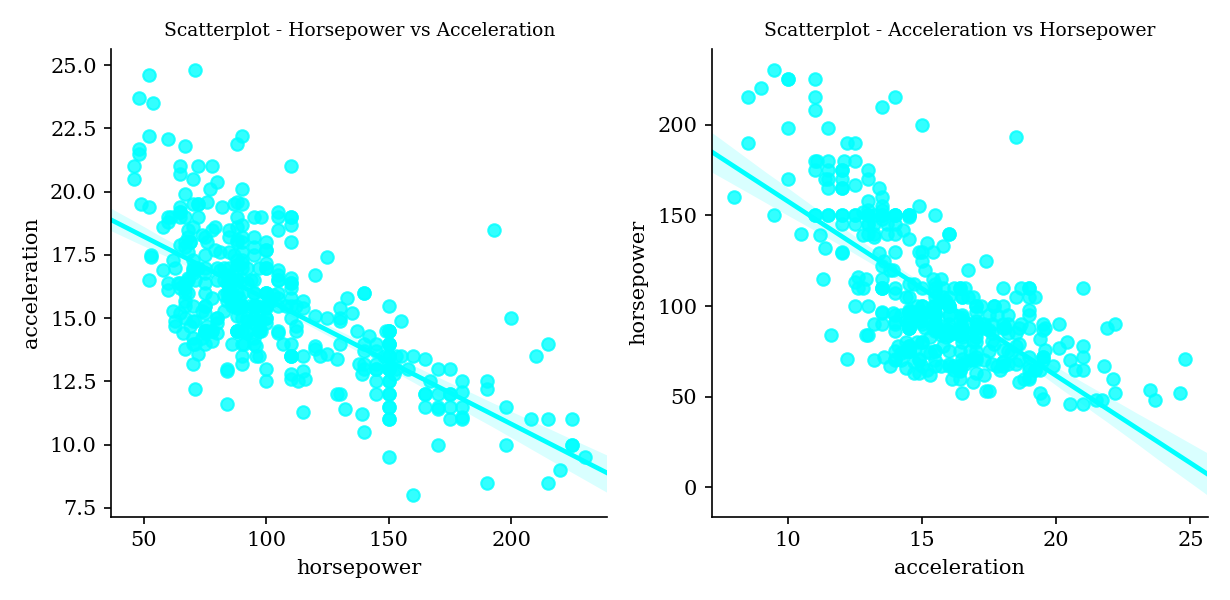 Scatterplot - Horsepower vs Acceleration
25.0
22.5
20.0
17.5
15.0
12.5
10.0
7.5
acceleration
50 100 150 200
horsepower
Scatterplot - Acceleration vs Horsepower
200
150
100
50
0
horsepower
10 15 20 25
acceleration